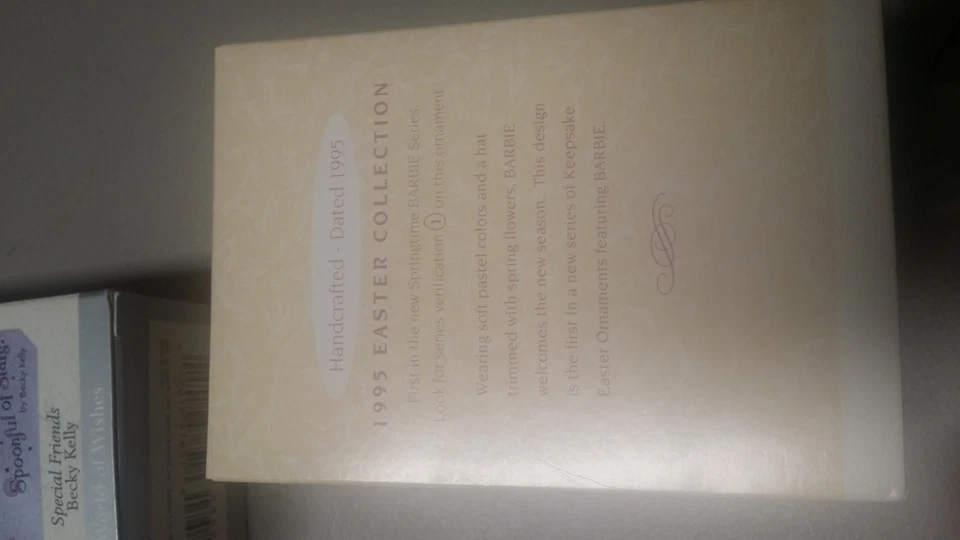 Handcrafted - Dated 1995
1995 EASTER COLLECTION
First in the new Springtime BARBIE Series.
Look for series verification 1 on this ornament
Wearing soft pastel colors and a hat
trimmed with spring flowers, BARBIE
welcomes the new season. This design
is the first in a new series of Keepsake
Easter Ornaments featuring BARBIE.
Spoonful of Stars
by Becky Kelly
Special Friends
Becky Kelly
World of Wishes